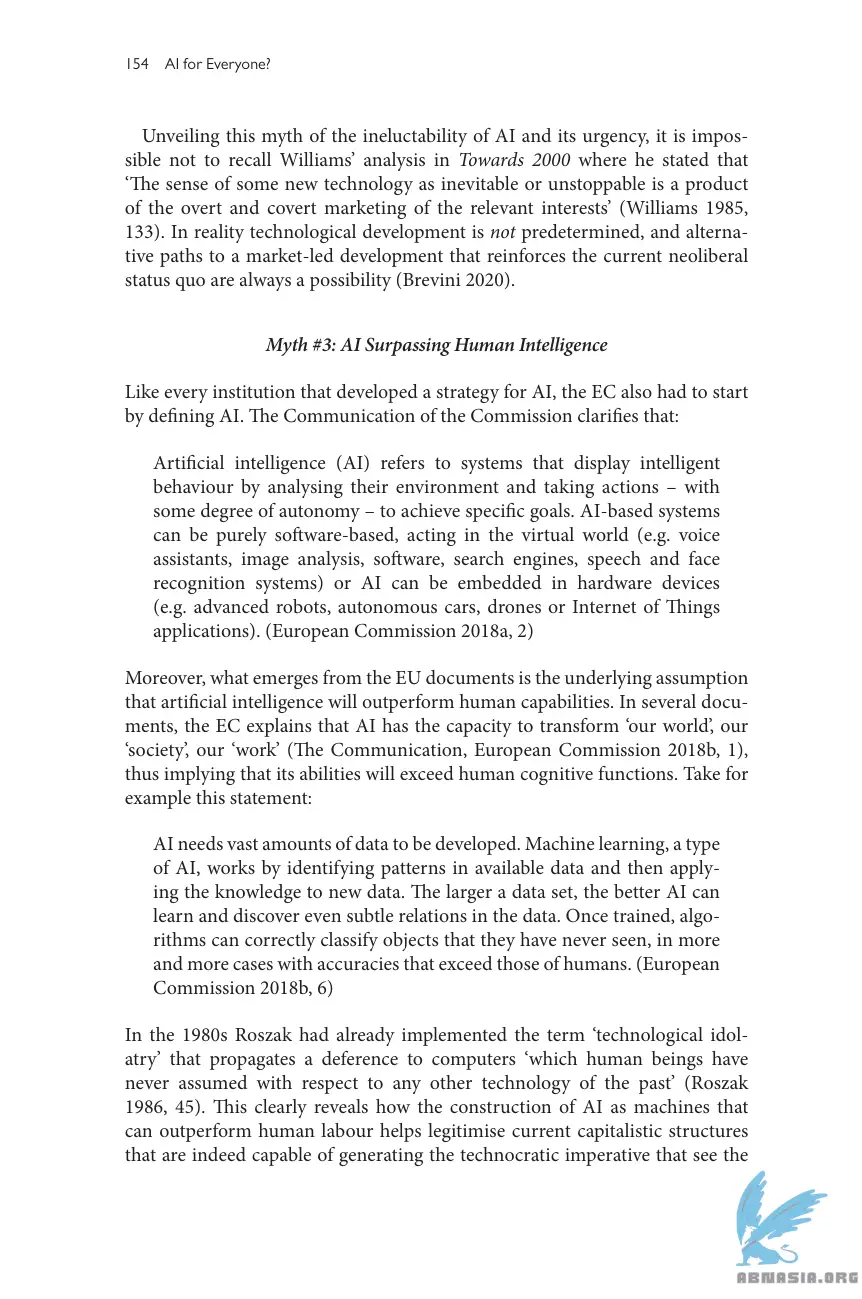 154 AI for Everyone?
Unveiling this myth of the ineluctability of AI and its urgency, it is impos-
sible not to recall Williams’ analysis in Towards 2000 where he stated that
‘The sense of some new technology as inevitable or unstoppable is a product
of the overt and covert marketing of the relevant interests’ (Williams 1985,
133). In reality technological development is not predetermined, and alterna-
tive paths to a market-led development that reinforces the current neoliberal
status quo are always a possibility (Brevini 2020).
Myth #3: AI Surpassing Human Intelligence
Like every institution that developed a strategy for AI, the EC also had to start
by defining AI. The Communication of the Commission clarifies that:
Artificial intelligence (AI) refers to systems that display intelligent
behaviour by analysing their environment and taking actions – with
some degree of autonomy – to achieve specific goals. AI-based systems
can be purely software-based, acting in the virtual world (e.g. voice
assistants, image analysis, software, search engines, speech and face
recognition systems) or AI can be embedded in hardware devices
(e.g. advanced robots, autonomous cars, drones or Internet of Things
applications). (European Commission 2018a, 2)
Moreover, what emerges from the EU documents is the underlying assumption
that artificial intelligence will outperform human capabilities. In several docu-
ments, the EC explains that AI has the capacity to transform ‘our world’, our
‘society’, our ‘work’ (The Communication, European Commission 2018b, 1),
thus implying that its abilities will exceed human cognitive functions. Take for
example this statement:
AI needs vast amounts of data to be developed. Machine learning, a type
of AI, works by identifying patterns in available data and then apply-
ing the knowledge to new data. The larger a data set, the better AI can
learn and discover even subtle relations in the data. Once trained, algo-
rithms can correctly classify objects that they have never seen, in more
and more cases with accuracies that exceed those of humans. (European
Commission 2018b, 6)
In the 1980s Roszak had already implemented the term ‘technological idol-
atry’ that propagates a deference to computers ‘which human beings have
never assumed with respect to any other technology of the past’ (Roszak
1986, 45). This clearly reveals how the construction of AI as machines that
can outperform human labour helps legitimise current capitalistic structures
that are indeed capable of generating the technocratic imperative that see the
ABNASIA.ORG